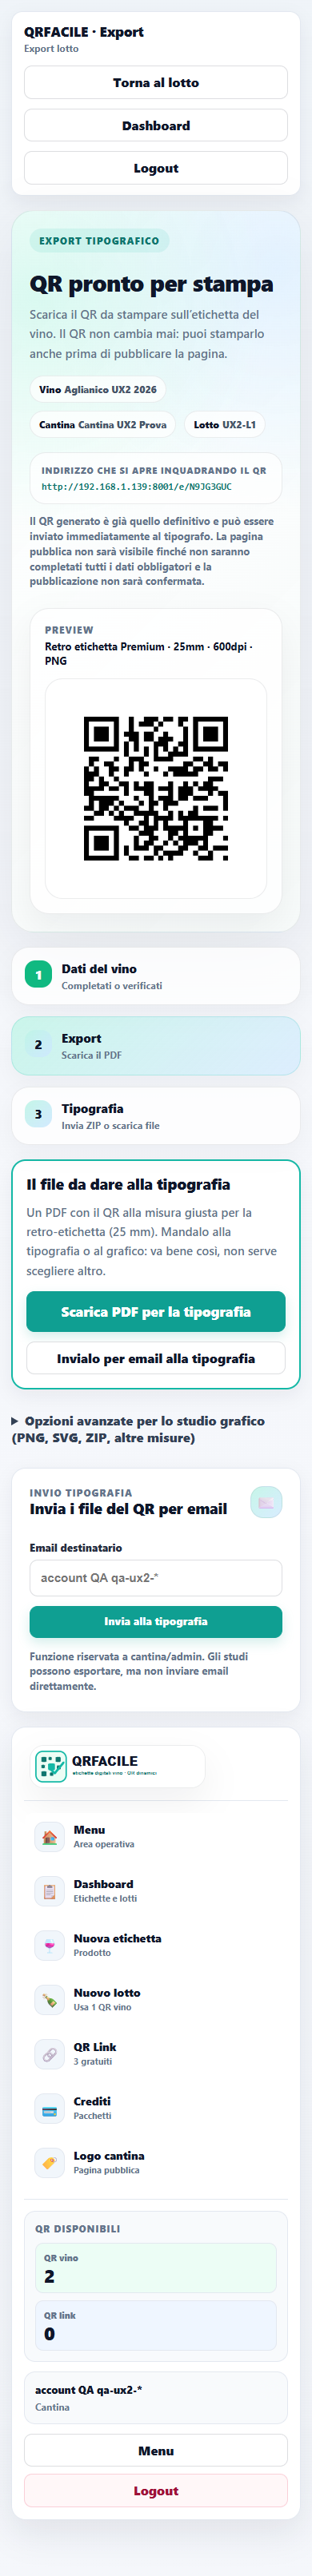 QRFACILE · Export
Export lotto
Torna al lotto
Dashboard
Logout
EXPORT TIPOGRAFICO
QR pronto per stampa
Scarica il QR da stampare sull'etichetta del
vino. Il QR non cambia mai: puoi stamparlo
anche prima di pubblicare la pagina.
Vino Aglianico UX2 2026
Cantina Cantina UX2 Prova
Lotto UX2-L1
INDIRIZZO CHE SI APRE INQUADRANDO IL QR
http://192.168.1.139:8001/e/N9JG3GUC
Il QR generato è già quello definitivo e può essere
inviato immediatamente al tipografo. La pagina
pubblica non sarà visibile finché non saranno
completati tutti i dati obbligatori e la
pubblicazione non sarà confermata.
PREVIEW
Retro etichetta Premium · 25mm · 600dpi ·
PNG
1
Dati del vino
Completati o verificati
2
Export
Scarica il PDF
3
Tipografia
Invia ZIP o scarica file
Il file da dare alla tipografia
Un PDF con il QR alla misura giusta per la
retro-etichetta (25 mm). Mandalo alla
tipografia o al grafico: va bene così, non serve
scegliere altro.
Scarica PDF per la tipografia
Invialo per email alla tipografia
▶ Opzioni avanzate per lo studio grafico
(PNG, SVG, ZIP, altre misure)
INVIO TIPOGRAFIA
Invia i file del QR per email
Email destinatario
account QA qa-ux2-*
Invia alla tipografia
Funzione riservata a cantina/admin. Gli studi
possono esportare, ma non inviare email
direttamente.
QRFACILE
etichette digitali vino · QR dinamici
Menu
Area operativa
Dashboard
Etichette e lotti
Nuova etichetta
Prodotto
Nuovo lotto
Usa 1 QR vino
QR Link
3 gratuiti
Crediti
Pacchetti
Logo cantina
Pagina pubblica
QR DISPONIBILI
QR vino
2
QR link
0
account QA qa-ux2-*
Cantina
Menu
Logout